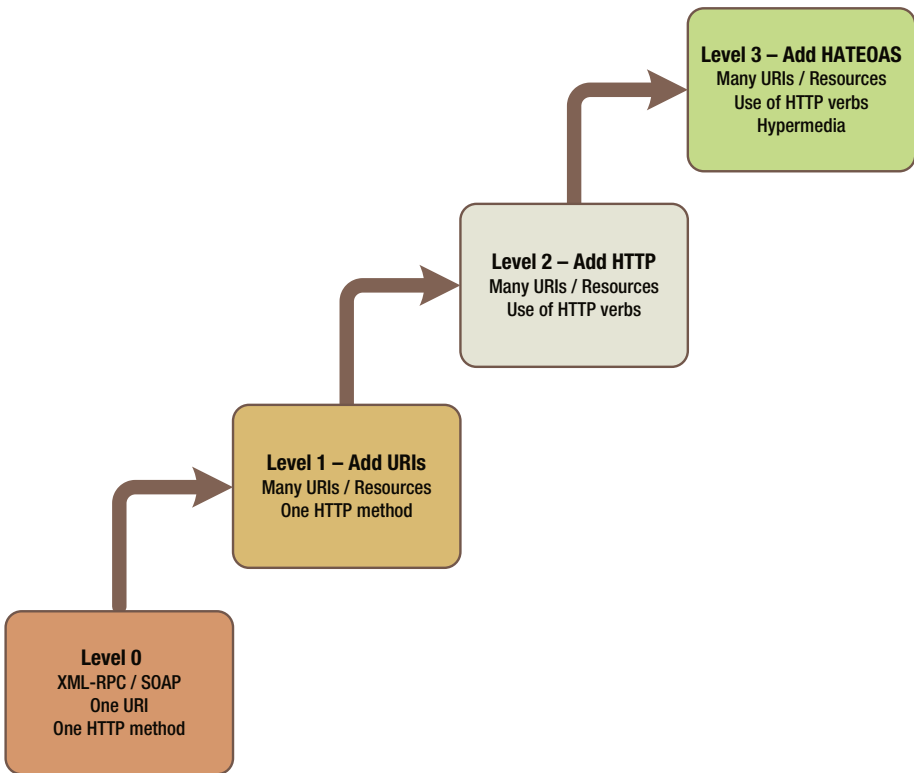 Level 3 – Add HATEOAS
Many URIs / Resources
Use of HTTP verbs
Hypermedia
Level 2 – Add HTTP
Many URIs / Resources
Use of HTTP verbs
Level 1 – Add URIs
Many URIs / Resources
One HTTP method
Level 0
XML-RPC / SOAP
One URI
One HTTP method